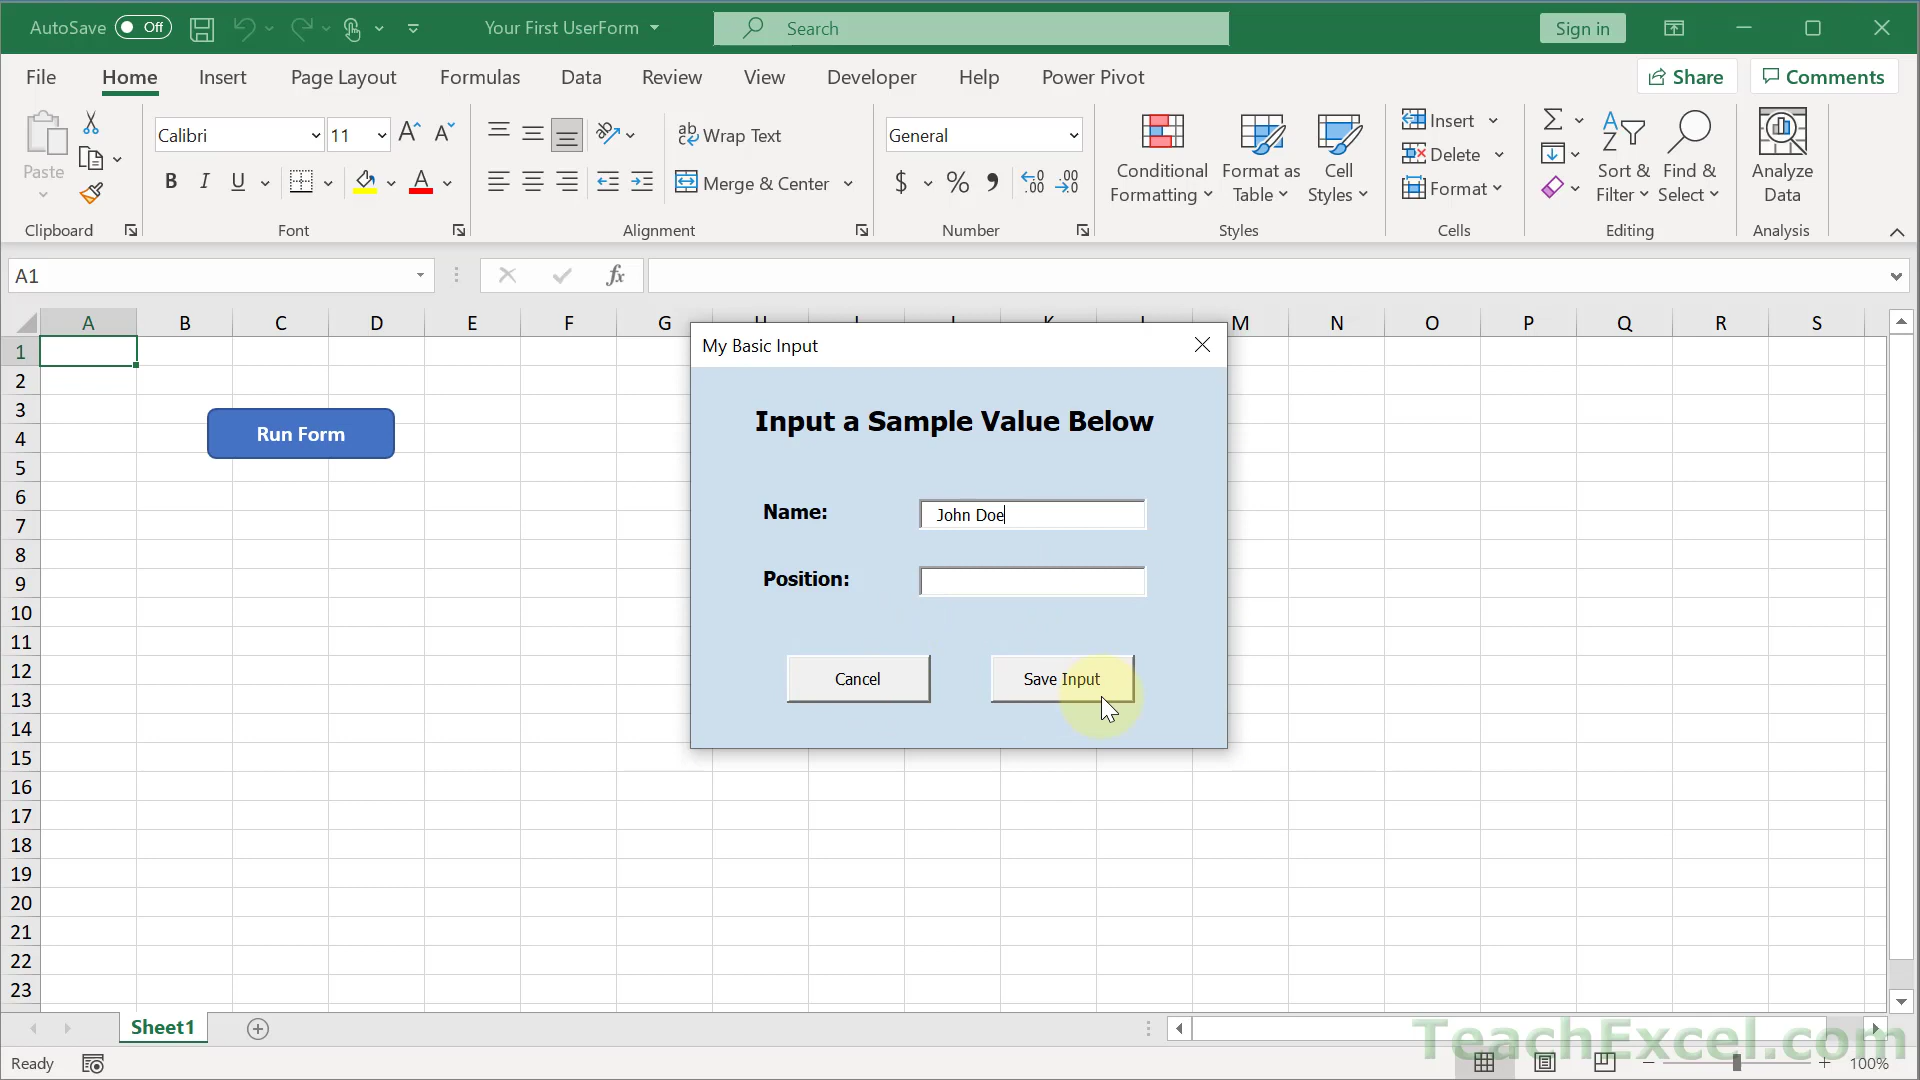 AutoSave Off Your First UserForm Search Sign in
File Home Insert Page Layout Formulas Data Review View Developer Help Power Pivot Share Comments
Paste
Calibri 11
Wrap Text
General
Merge & Center
Conditional Formatting
Format as Table
Cell Styles
Insert
Delete
Format
Sort & Filter
Find & Select
Analyze Data
Clipboard Font Alignment Number Styles Cells Editing Analysis
A1 fx
A B C D E F G M N O P Q R S
1
2
3
4
5
6
7
8
9
10
11
12
13
14
15
16
17
18
19
20
21
22
23
Run Form
My Basic Input
Input a Sample Value Below
Name: John Doe
Position:
Cancel Save Input
Sheet1
TeachExcel.com
Ready 100%